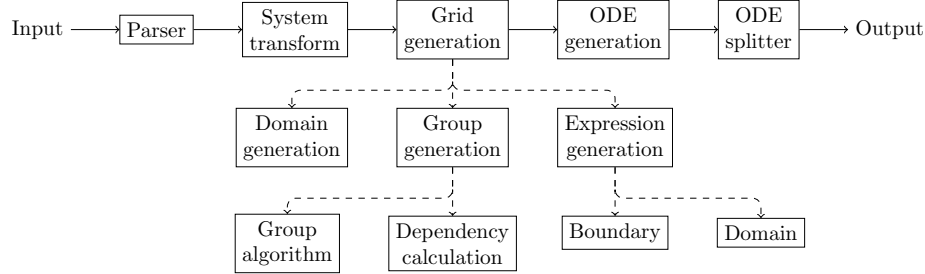 Input
Parser
System
transform
Grid
generation
ODE
generation
ODE
splitter
Output
Domain
generation
Group
generation
Expression
generation
Group
algorithm
Dependency
calculation
Boundary
Domain